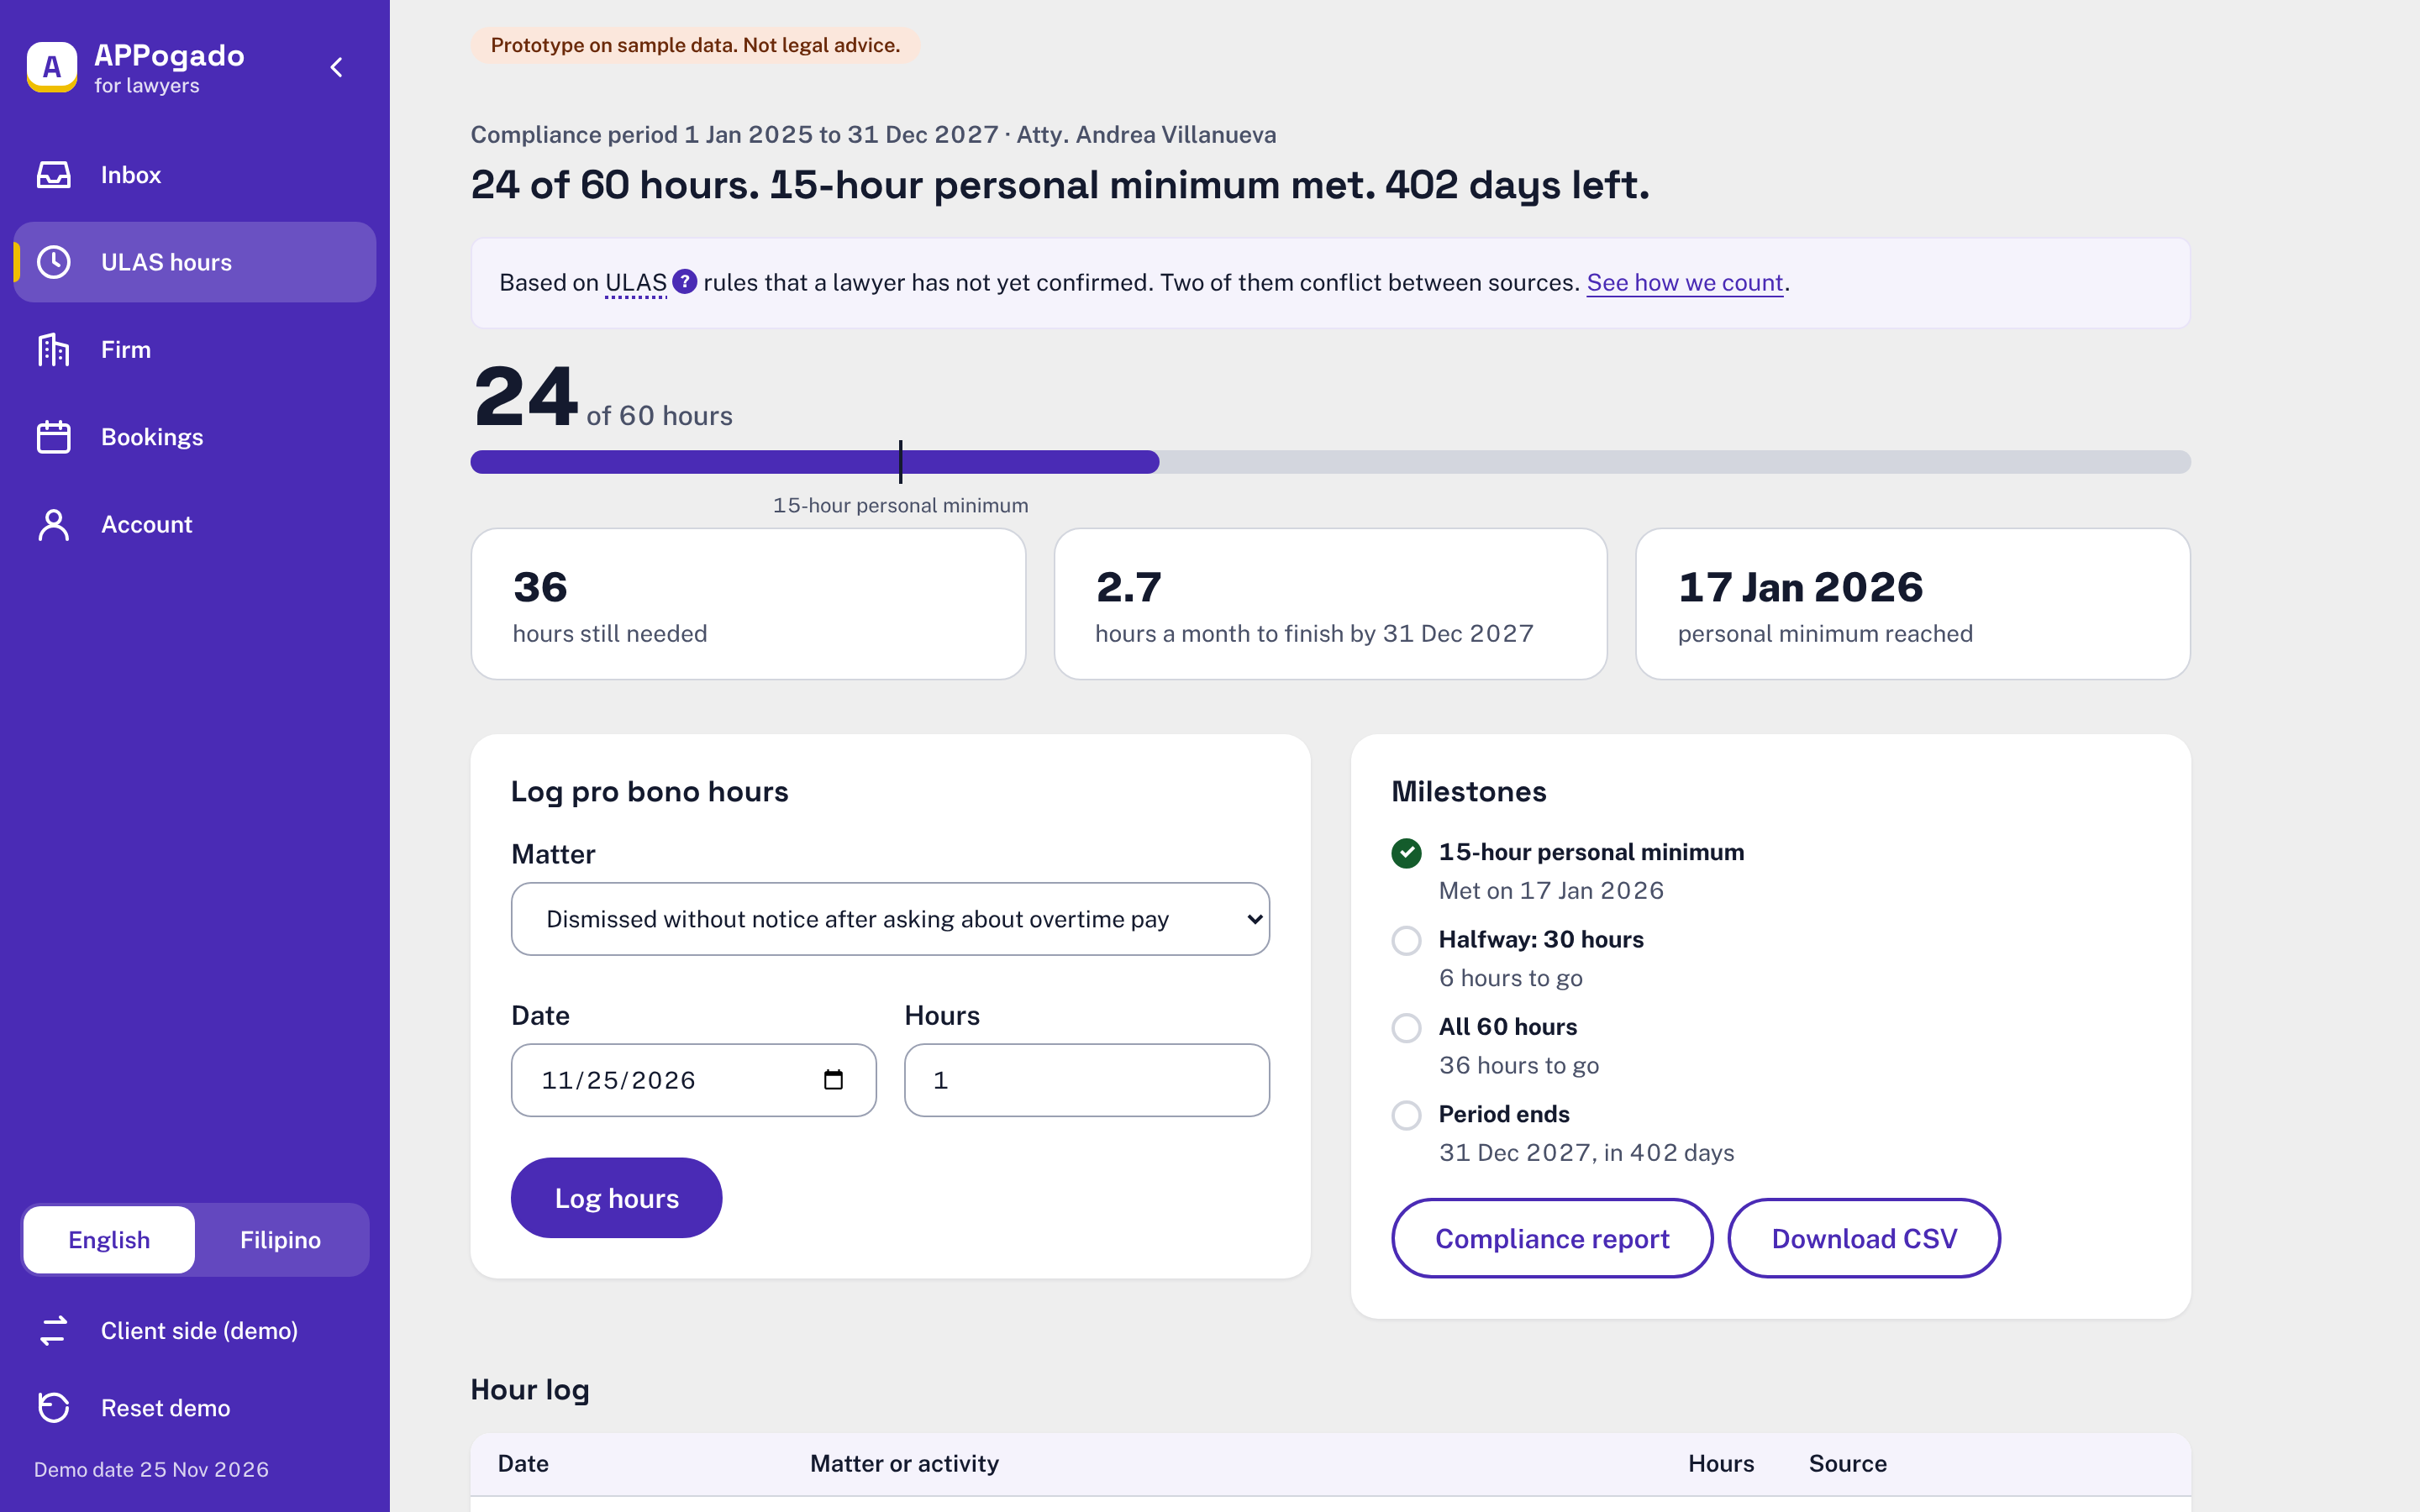 A
APPogado
for lawyers
Inbox
ULAS hours
Firm
Bookings
Account
English
Filipino
Client side (demo)
Reset demo
Demo date 25 Nov 2026
Prototype on sample data. Not legal advice.
Compliance period 1 Jan 2025 to 31 Dec 2027 · Atty. Andrea Villanueva
24 of 60 hours. 15-hour personal minimum met. 402 days left.
Based on ULAS ? rules that a lawyer has not yet confirmed. Two of them conflict between sources. See how we count.
24 of 60 hours
15-hour personal minimum
36
hours still needed
2.7
hours a month to finish by 31 Dec 2027
17 Jan 2026
personal minimum reached
Log pro bono hours
Matter
Dismissed without notice after asking about overtime pay
Date
Hours
11/25/2026
1
Log hours
Milestones
15-hour personal minimum
Met on 17 Jan 2026
Halfway: 30 hours
6 hours to go
All 60 hours
36 hours to go
Period ends
31 Dec 2027, in 402 days
Compliance report
Download CSV
Hour log
Date
Matter or activity
Hours
Source